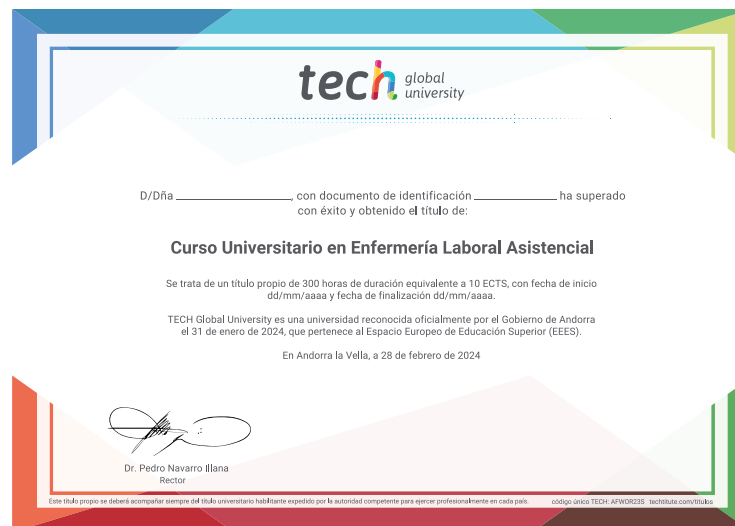 tech global university
D/Dña ____________________, con documento de identificación ______________ ha superado
con éxito y obtenido el título de:
Curso Universitario en Enfermería Laboral Asistencial
Se trata de un título propio de 300 horas de duración equivalente a 10 ECTS, con fecha de inicio
dd/mm/aaaa y fecha de finalización dd/mm/aaaa.
TECH Global University es una universidad reconocida oficialmente por el Gobierno de Andorra
el 31 de enero de 2024, que pertenece al Espacio Europeo de Educación Superior (EEES).
En Andorra la Vella, a 28 de febrero de 2024
Dr. Pedro Navarro Illana
Rector
Este título propio se deberá acompañar siempre del título universitario habilitante expedido por la autoridad competente para ejercer profesionalmente en cada país. código único TECH: AFWOR23S techtitute.com/titulos